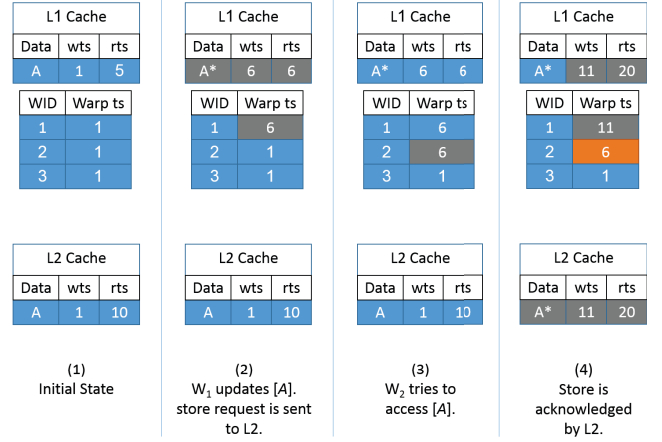 L1 Cache
Data wts rts
A 1 5
WID Warp ts
1 1
2 1
3 1
L2 Cache
Data wts rts
A 1 10
(1)
Initial State
L1 Cache
Data wts rts
A* 6 6
WID Warp ts
1 6
2 1
3 1
L2 Cache
Data wts rts
A 1 10
(2)
W1 updates [A].
store request is sent
to L2.
L1 Cache
Data wts rts
A* 6 6
WID Warp ts
1 6
2 6
3 1
L2 Cache
Data wts rts
A 1 10
(3)
W2 tries to
access [A].
L1 Cache
Data wts rts
A* 11 20
WID Warp ts
1 11
2 6
3 1
L2 Cache
Data wts rts
A* 11 20
(4)
Store is
acknowledged
by L2.